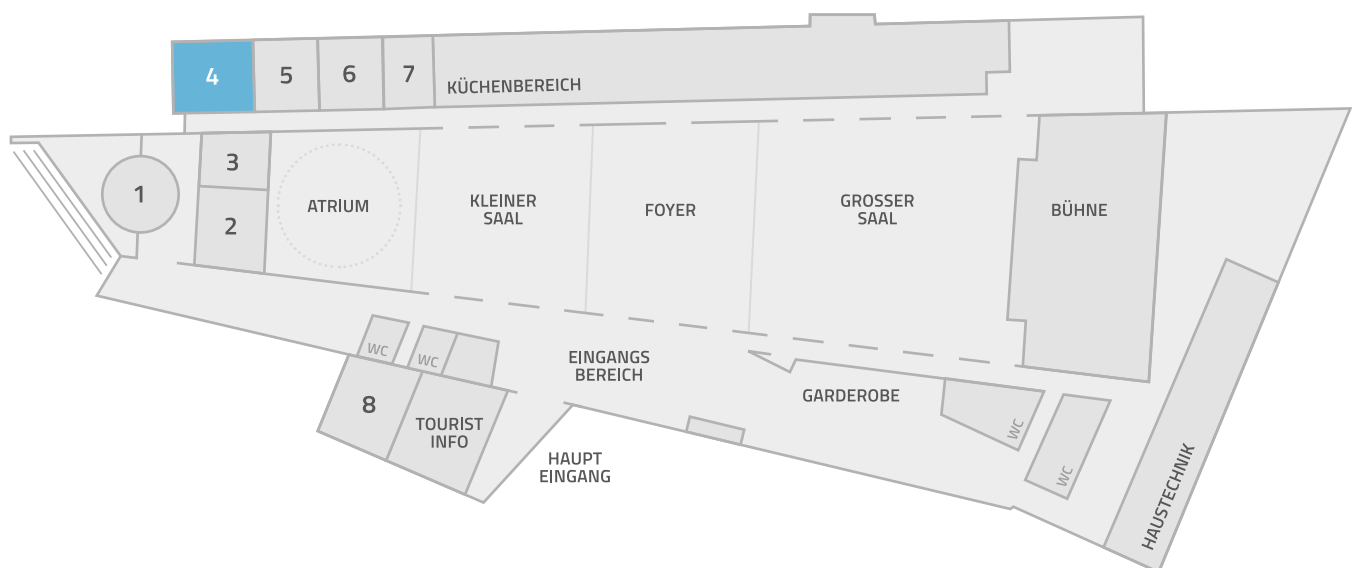 4
5
6
7
KÜCHENBEREICH
1
3
2
ATRIUM
KLEINER
SAAL
FOYER
GROSSER
SAAL
BÜHNE
WC
WC
8
TOURIST
INFO
EINGANGS
BEREICH
HAUPT
EINGANG
GARDEROBE
WC
WC
HAUSTECHNIK